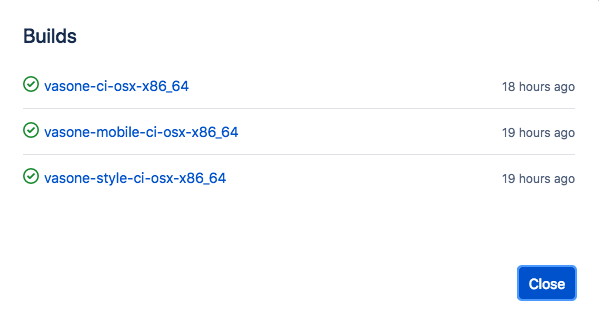 Builds
vasone-ci-osx-x86_64 18 hours ago
vasone-mobile-ci-osx-x86_64 19 hours ago
vasone-style-ci-osx-x86_64 19 hours ago
Close